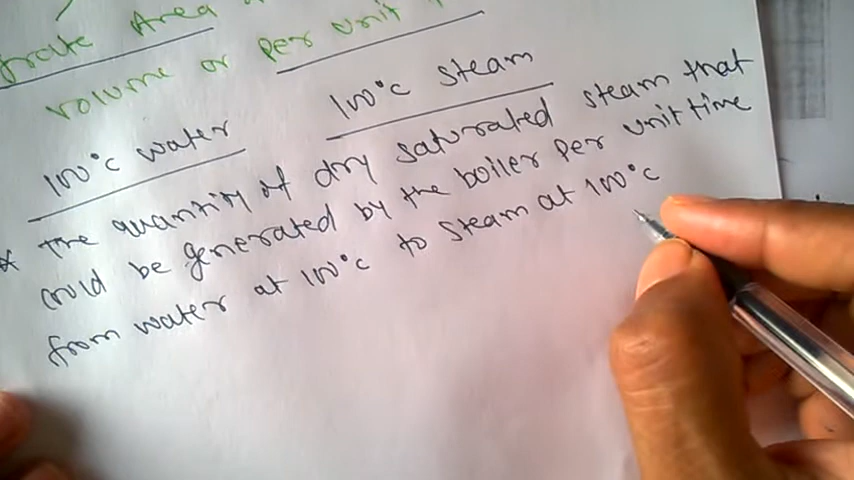 grate Area
volume or per unit
100°c water 100°c steam
* the quantity of dry saturated steam that
could be generated by the boiler per unit time
from water at 100°c to steam at 100°c